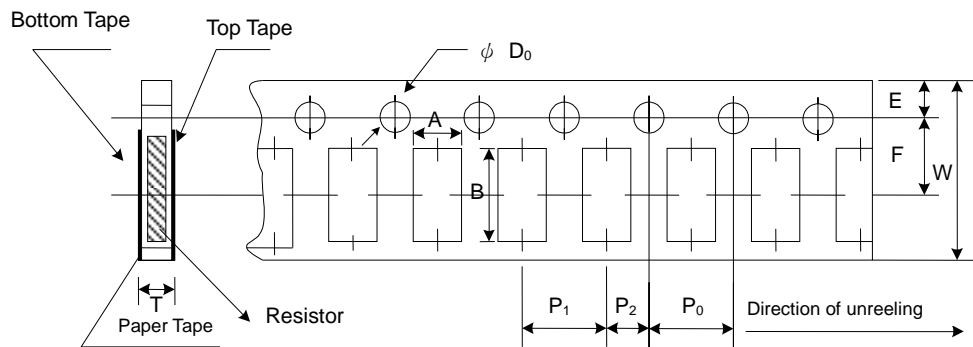 Bottom Tape
Top Tape
ψ D₀
E
A
F
W
B
T
P₁
P₂
P₀
Direction of unreeling
Resistor
Paper Tape